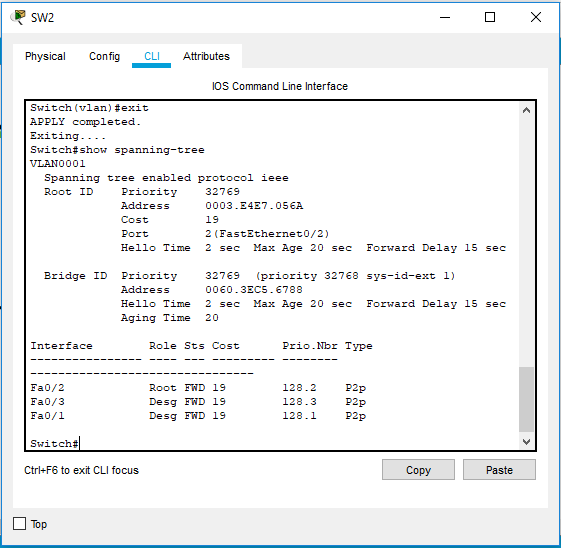 SW2
Physical Config CLI Attributes
IOS Command Line Interface
Switch(vlan)#exit
APPLY completed.
Exiting....
Switch#show spanning-tree
VLAN0001
  Spanning tree enabled protocol ieee
  Root ID    Priority    32769
             Address     0003.E4E7.056A
             Cost        19
             Port        2(FastEthernet0/2)
             Hello Time  2 sec  Max Age 20 sec  Forward Delay 15 sec
  Bridge ID  Priority    32769  (priority 32768 sys-id-ext 1)
             Address     0060.3EC5.6788
             Hello Time  2 sec  Max Age 20 sec  Forward Delay 15 sec
             Aging Time  20
Interface        Role Sts Cost      Prio.Nbr Type
---------------- ---- --- --------- --------
--------------------------------
Fa0/2            Root FWD 19        128.2    P2p
Fa0/3            Desg FWD 19        128.3    P2p
Fa0/1            Desg FWD 19        128.1    P2p
Switch#
Ctrl+F6 to exit CLI focus
Copy Paste
Top